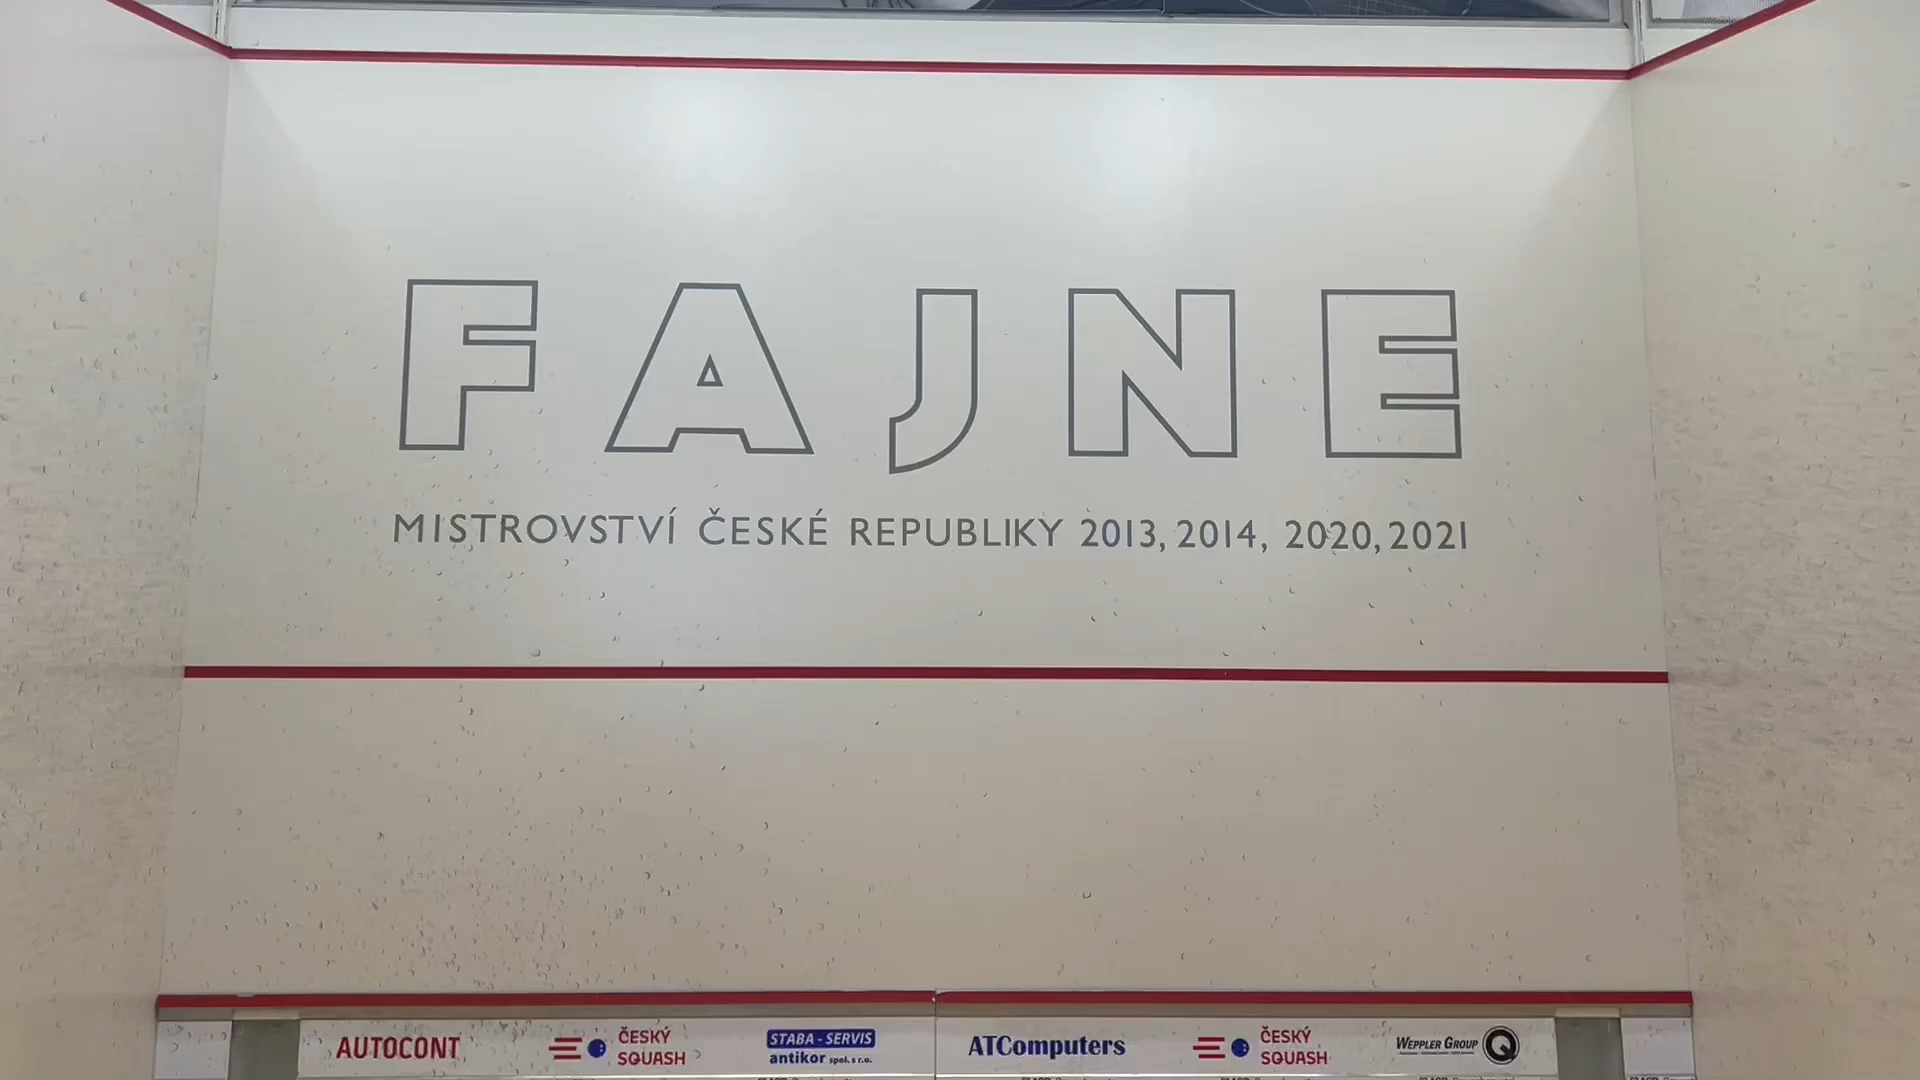 FAJNE
MISTROVSTVÍ ČESKÉ REPUBLIKY 2013, 2014, 2020, 2021
AUTOCONT
ČESKÝ
SQUASH
STABA - SERVIS
antikor spol. s r.o.
ATComputers
ČESKÝ
SQUASH
WEPPLER GROUP